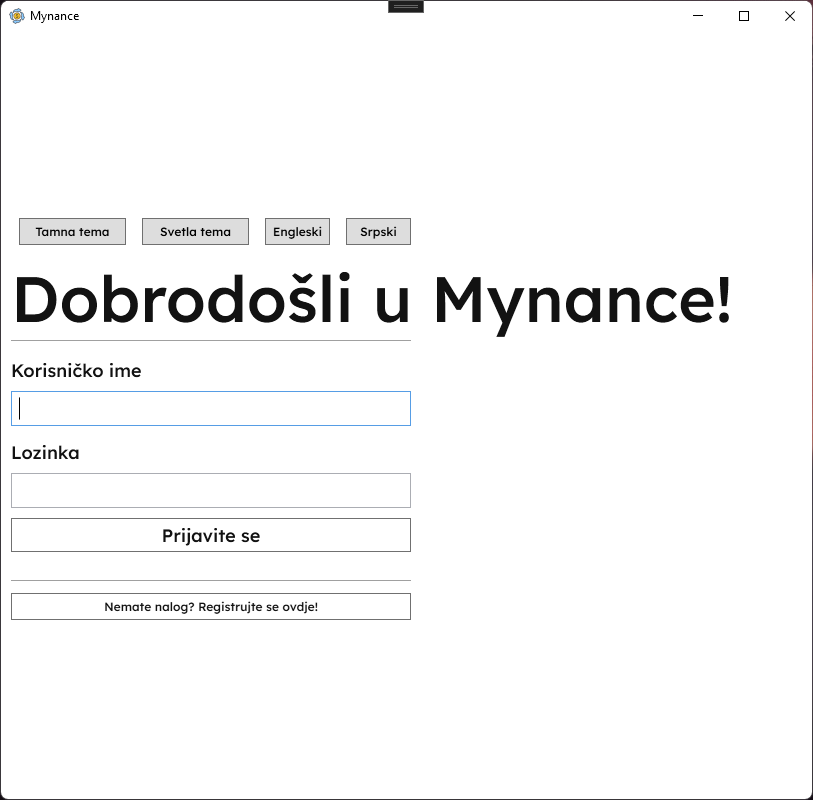 Mynance
Tamna tema Svetla tema Engleski Srpski
Dobrodošli u Mynance!
Korisničko ime
Lozinka
Prijavite se
Nemate nalog? Registrujte se ovdje!